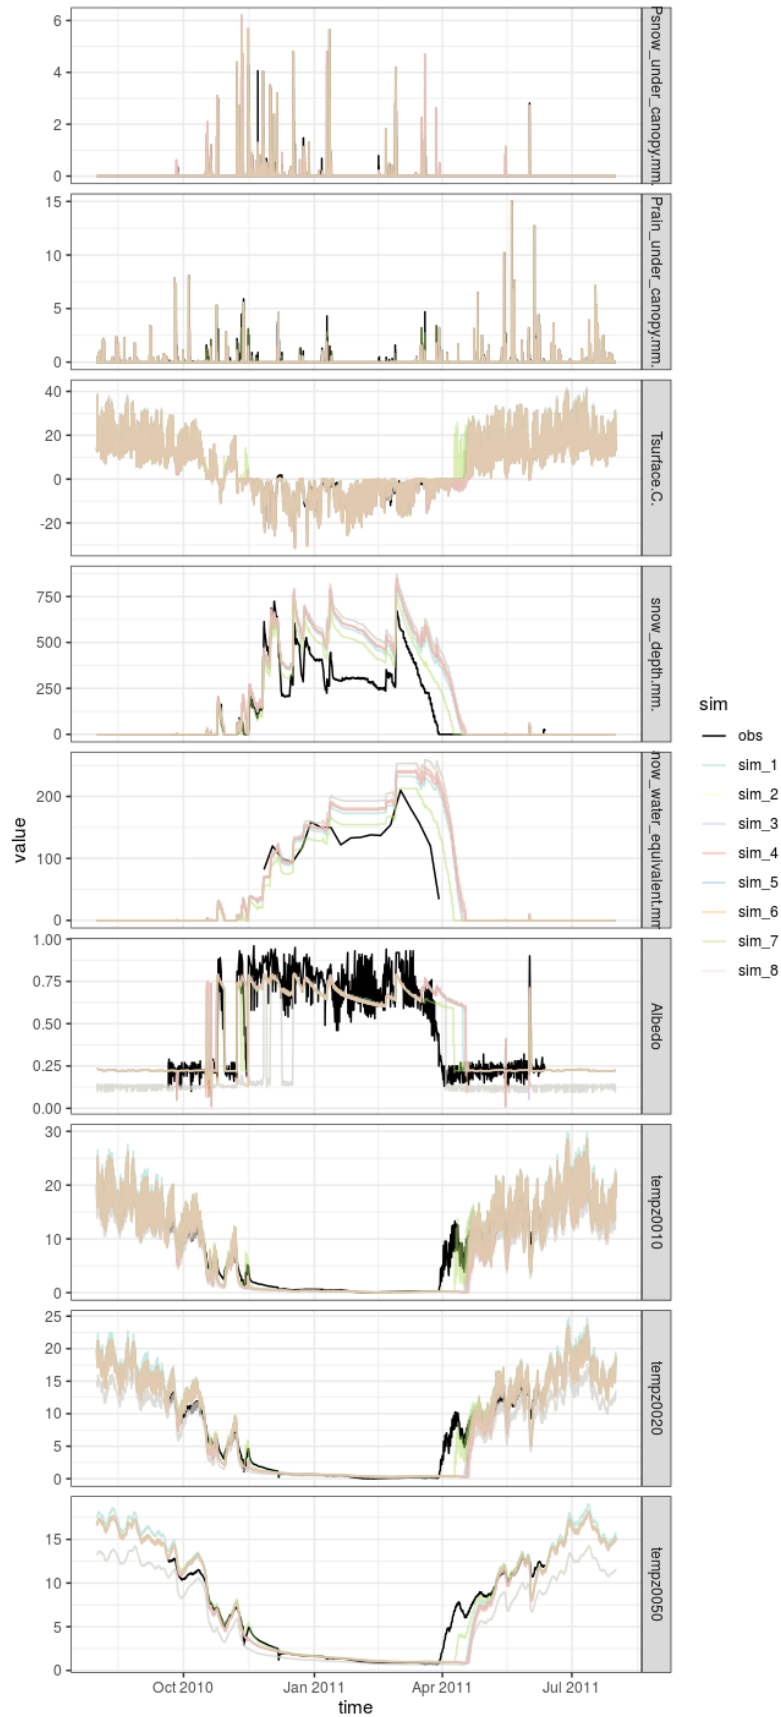 6
4
2
0
Psnow_under_canopy.mm.
15
10
5
0
Prain_under_canopy.mm.
40
20
0
-20
Tsurface.C.
750
500
250
0
snow_depth.mm.
200
100
0
now_water_equivalent.mm
1.00
0.75
0.50
0.25
0.00
Albedo
30
20
10
0
tempz0010
25
20
15
10
5
0
tempz0020
15
10
5
0
tempz0050
Oct 2010
Jan 2011
Apr 2011
Jul 2011
time
value
sim
obs
sim_1
sim_2
sim_3
sim_4
sim_5
sim_6
sim_7
sim_8